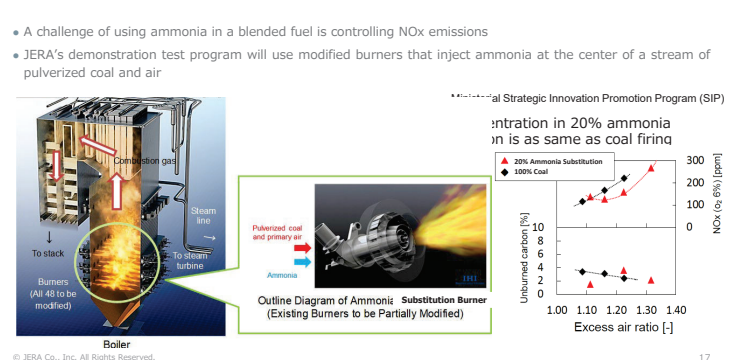 • A challenge of using ammonia in a blended fuel is controlling NOx emissions
• JERA's demonstration test program will use modified burners that inject ammonia at the center of a stream of
pulverized coal and air
Strategic Innovation Promotion Program (SIP)
20% ammonia
is as same as coal firing
Combustion gas
Steam
line
To stack
To steam
turbine
Burners
(All 48 to be
modified)
Boiler
Pulverized coal
and primary air
Ammonia
IHI
Outline Diagram of Ammonia Substitution Burner
(Existing Burners to be Partially Modified)
20% Ammonia Substitution
100% Coal
300
200
100
0
NOx (o₂ 6%) [ppm]
10
8
6
4
2
0
Unburned carbon [%]
1.00 1.10 1.20 1.30 1.40
Excess air ratio [-]
© JERA Co., Inc. All Rights Reserved.
17